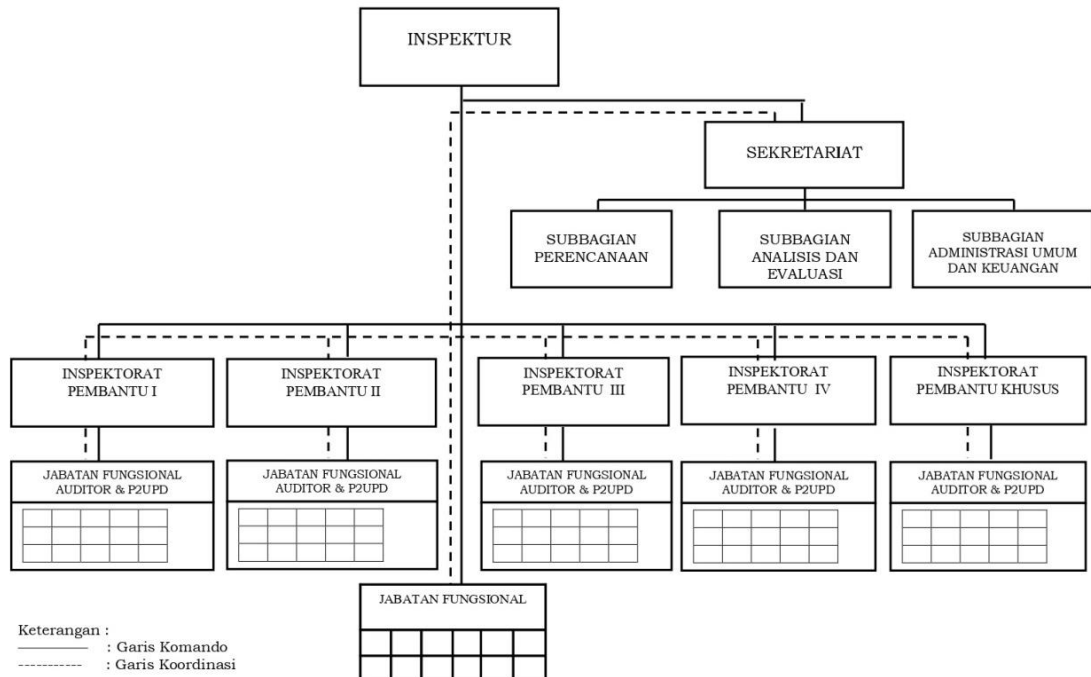 INSPEKTUR
SEKRETARIAT
SUBBAGIAN
PERENCANAAN
SUBBAGIAN
ANALISIS DAN
EVALUASI
SUBBAGIAN
ADMINISTRASI UMUM
DAN KEUANGAN
INSPEKTORAT
PEMBANTU I
INSPEKTORAT
PEMBANTU II
INSPEKTORAT
PEMBANTU III
INSPEKTORAT
PEMBANTU IV
INSPEKTORAT
PEMBANTU KHUSUS
JABATAN FUNGSIONAL
AUDITOR & P2UPD
JABATAN FUNGSIONAL
AUDITOR & P2UPD
JABATAN FUNGSIONAL
AUDITOR & P2UPD
JABATAN FUNGSIONAL
AUDITOR & P2UPD
JABATAN FUNGSIONAL
AUDITOR & P2UPD
JABATAN FUNGSIONAL
Keterangan :
: Garis Komando
: Garis Koordinasi